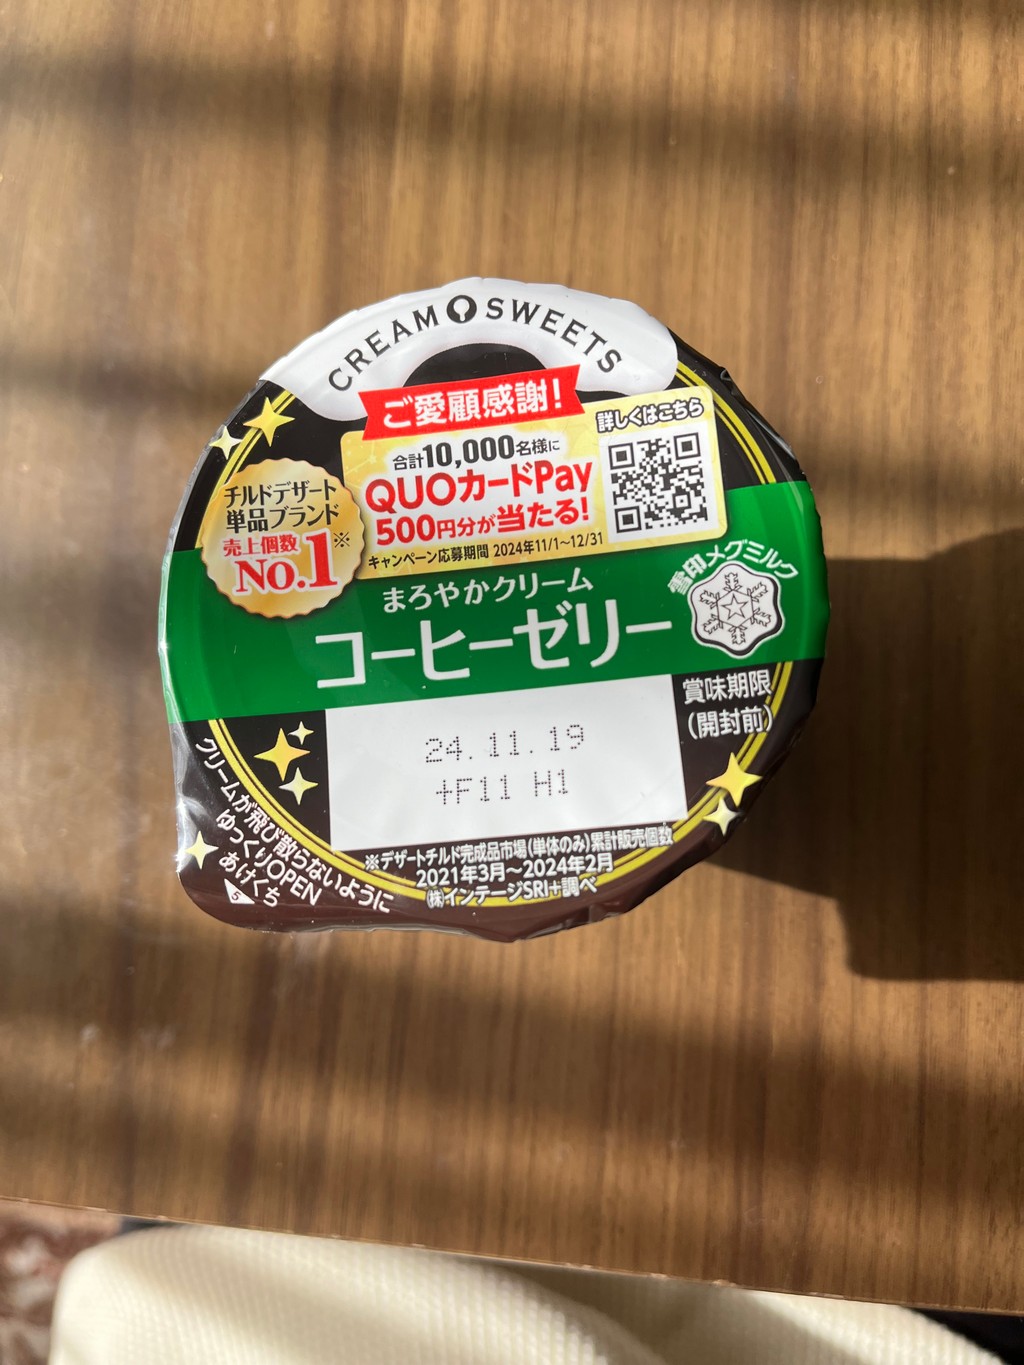 CREAM SWEETS
ご愛顧感謝!
詳しくはこちら
合計10,000名様に
QUOカードPay
500円分が当たる!
キャンペーン応募期間 2024年11/1~12/31
チルドデザート
単品ブランド
売上個数
No.1※
まろやかクリーム
コーヒーゼリー
雪印メグミルク
賞味期限
(開封前)
24.11.19
+F11 H1
※デザートチルド完成品市場(単体のみ)累計販売個数
2021年3月~2024年2月
(株)インテージSRI+調べ
クリームが飛び散らないように
ゆっくりOPEN
あけくち
5